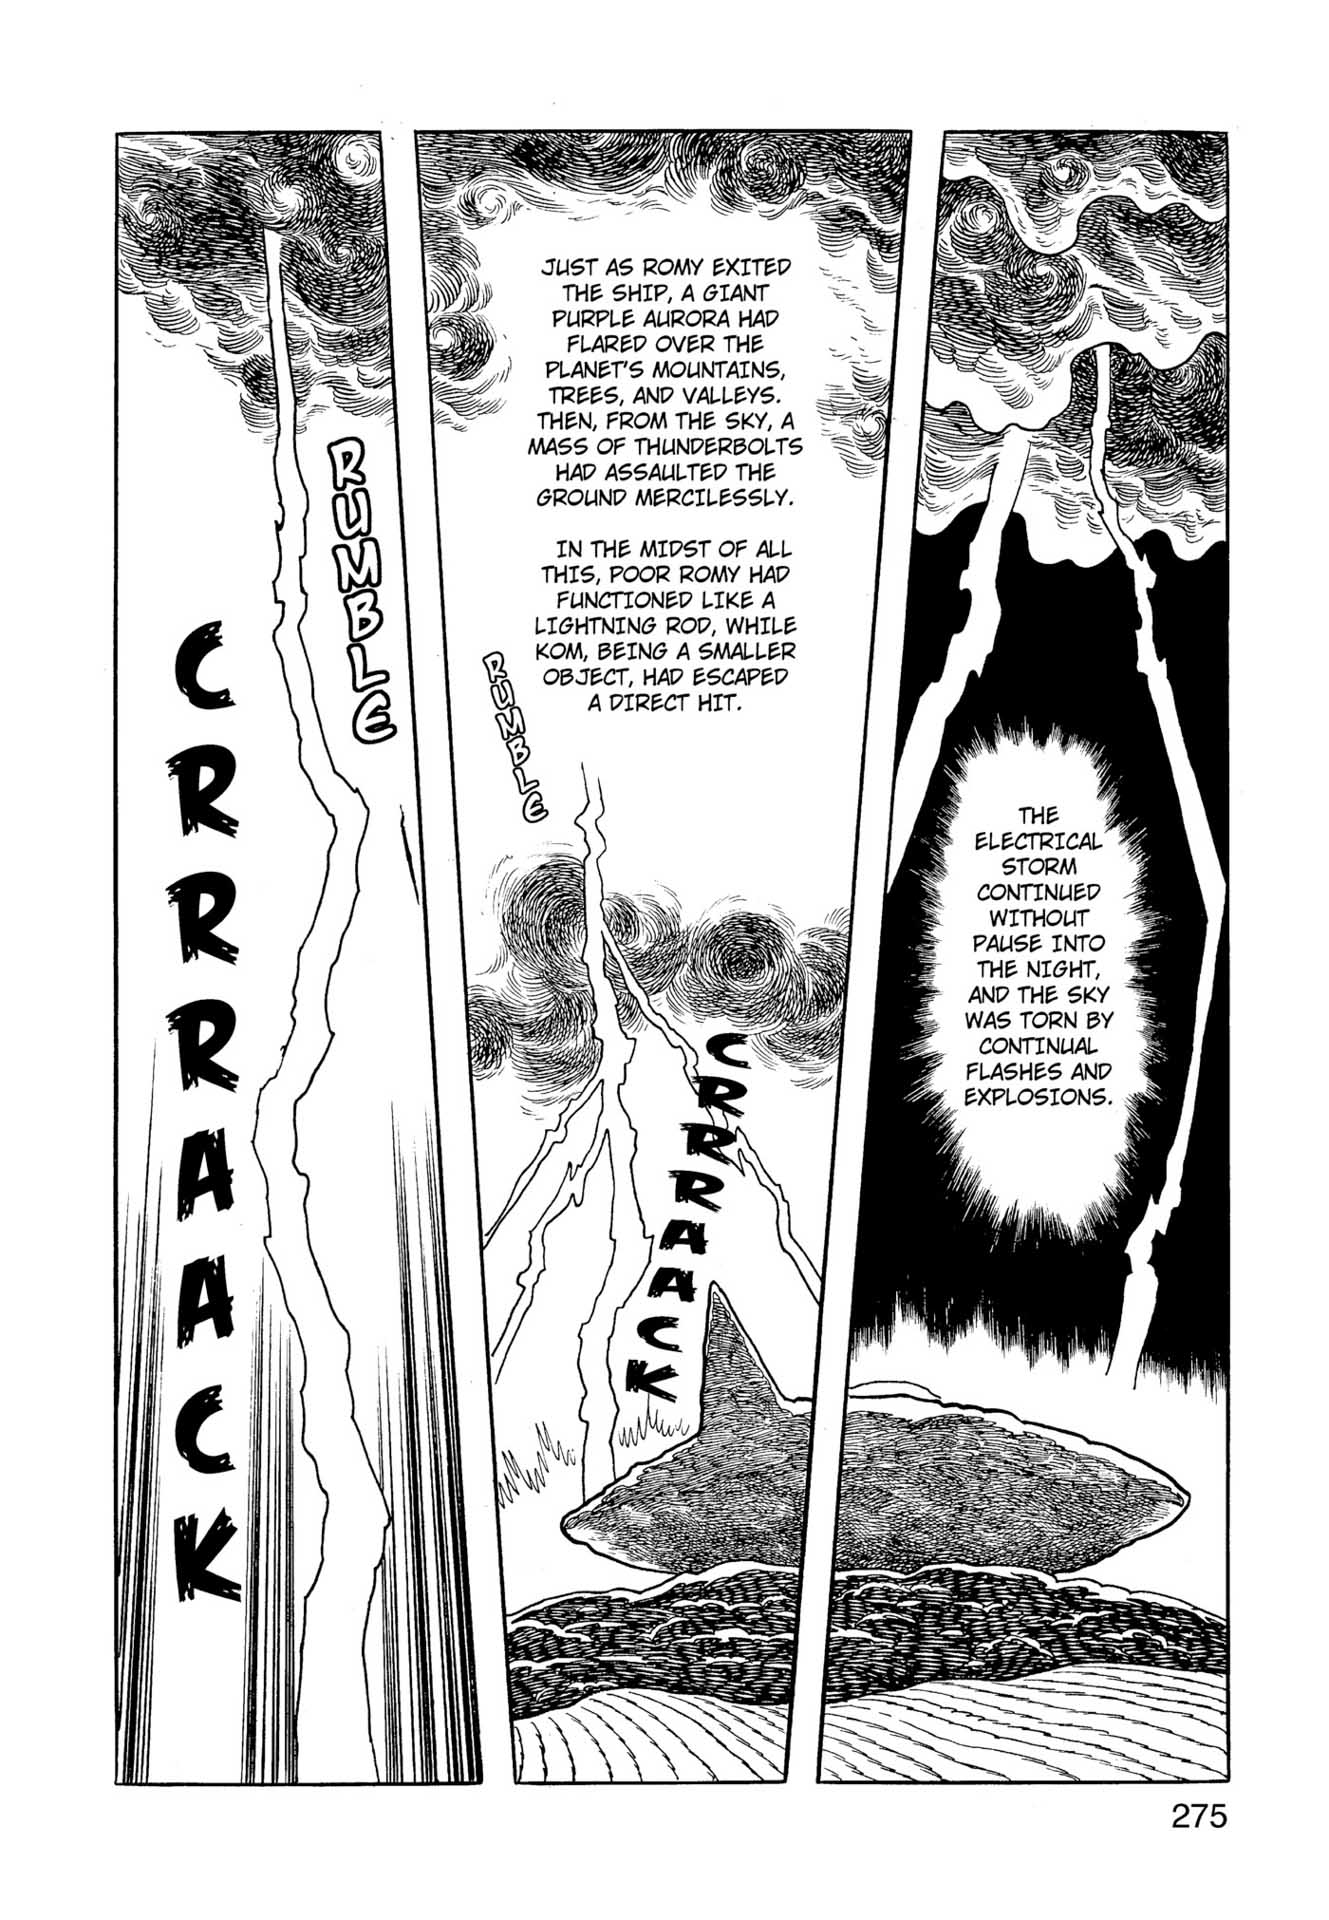 RUMBLE
CRRRAACK
JUST AS ROMY EXITED
THE SHIP, A GIANT
PURPLE AURORA HAD
FLARED OVER THE
PLANET'S MOUNTAINS,
TREES, AND VALLEYS.
THEN, FROM THE SKY, A
MASS OF THUNDERBOLTS
HAD ASSAULTED THE
GROUND MERCILESSLY.
IN THE MIDST OF ALL
THIS, POOR ROMY HAD
FUNCTIONED LIKE A
LIGHTNING ROD, WHILE
KOM, BEING A SMALLER
OBJECT, HAD ESCAPED
A DIRECT HIT.
RUMBLE
CRRRAACK
THE
ELECTRICAL
STORM
CONTINUED
WITHOUT
PAUSE INTO
THE NIGHT,
AND THE SKY
WAS TORN BY
CONTINUAL
FLASHES AND
EXPLOSIONS.
275